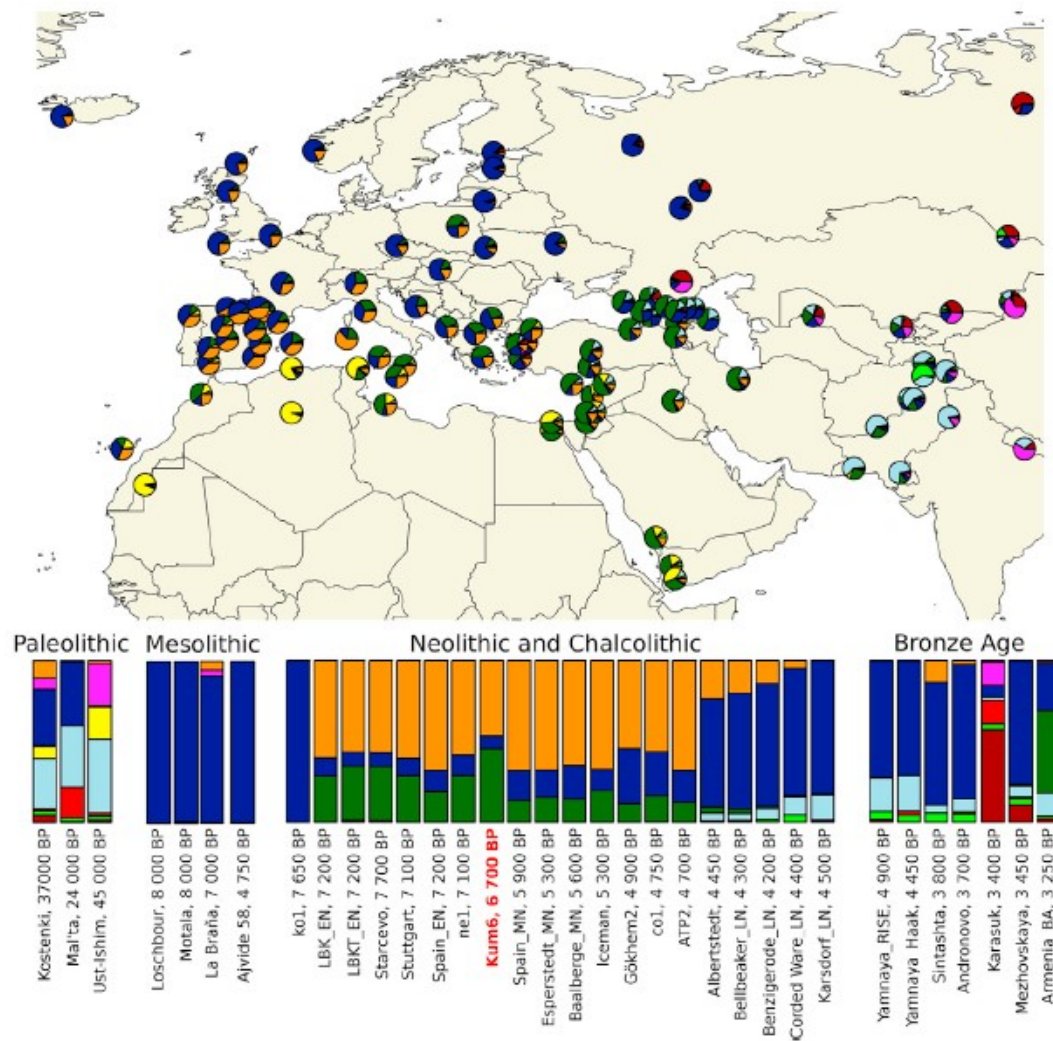 Paleolithic
Mesolithic
Neolithic and Chalcolithic
Bronze Age
Kostenki, 37000 BP
Mal'ta, 24 000 BP
Ust-Ishim, 45 000 BP
Loschbour, 8 000 BP
Motala, 8 000 BP
La Braña, 7 000 BP
Ajvide 58, 4 750 BP
ko1, 7 650 BP
LBK_EN, 7 200 BP
LBKT_EN, 7 200 BP
Starcevo, 7 700 BP
Stuttgart, 7 100 BP
Spain_EN, 7 200 BP
ne1, 7 100 BP
Kum6, 6 700 BP
Spain_MN, 5 900 BP
Esperstedt_MN, 5 300 BP
Baalberge_MN, 5 600 BP
Iceman, 5 300 BP
Gökhem2, 4 900 BP
co1, 4 750 BP
ATP2, 4 700 BP
Alberstedt, 4 450 BP
Bellbeaker_LN, 4 300 BP
Benzigerode_LN, 4 200 BP
Corded Ware_LN, 4 400 BP
Karsdorf_LN, 4 500 BP
Yamnaya_RISE, 4 900 BP
Yamnaya Haak, 4 450 BP
Sintashta, 3 800 BP
Andronovo, 3 700 BP
Karasuk, 3 400 BP
Mezhovskaya, 3 450 BP
Armenia_BA, 3 250 BP